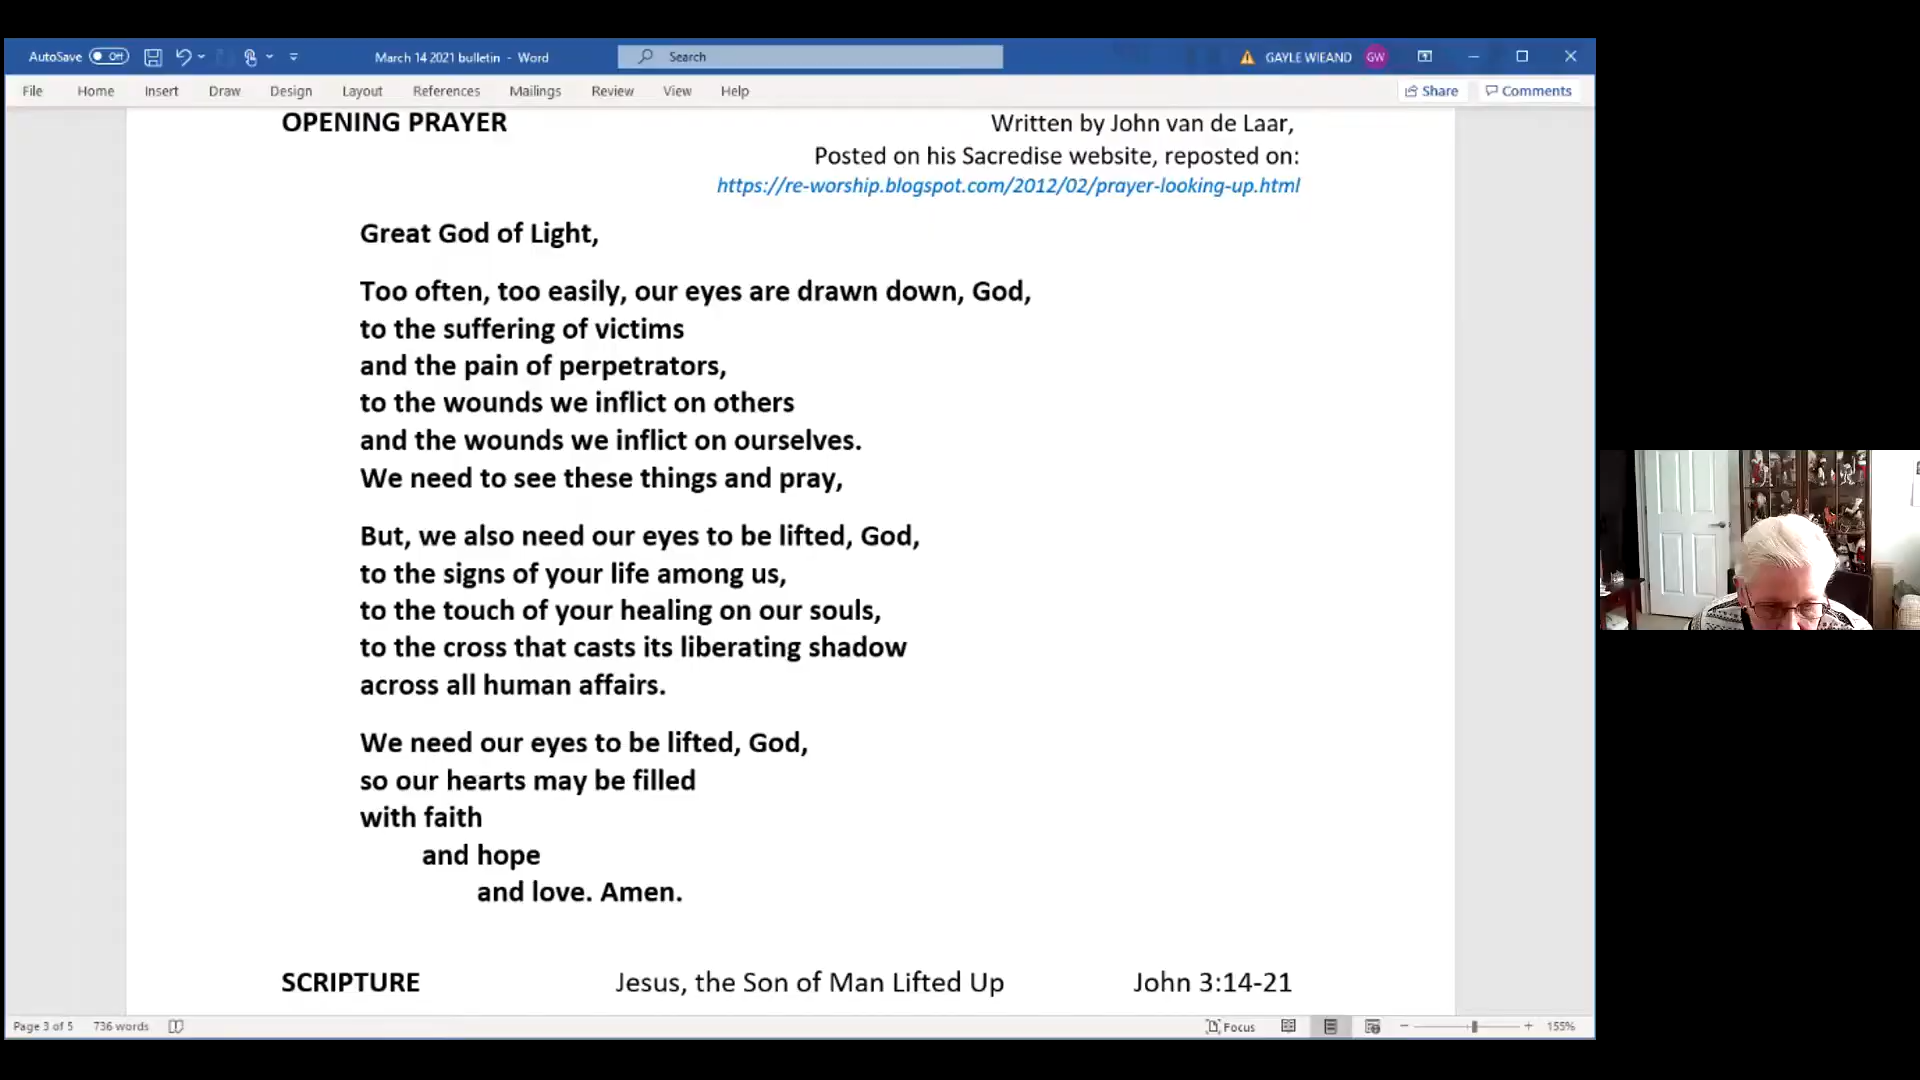 AutoSave Off March 14 2021 bulletin - Word Search GAYLE WIEAND GW
File Home Insert Draw Design Layout References Mailings Review View Help Share Comments
OPENING PRAYER Written by John van de Laar,
Posted on his Sacredise website, reposted on:
https://re-worship.blogspot.com/2012/02/prayer-looking-up.html
Great God of Light,
Too often, too easily, our eyes are drawn down, God,
to the suffering of victims
and the pain of perpetrators,
to the wounds we inflict on others
and the wounds we inflict on ourselves.
We need to see these things and pray,
But, we also need our eyes to be lifted, God,
to the signs of your life among us,
to the touch of your healing on our souls,
to the cross that casts its liberating shadow
across all human affairs.
We need our eyes to be lifted, God,
so our hearts may be filled
with faith
and hope
and love. Amen.
SCRIPTURE Jesus, the Son of Man Lifted Up John 3:14-21
Page 3 of 5 736 words Focus 155%